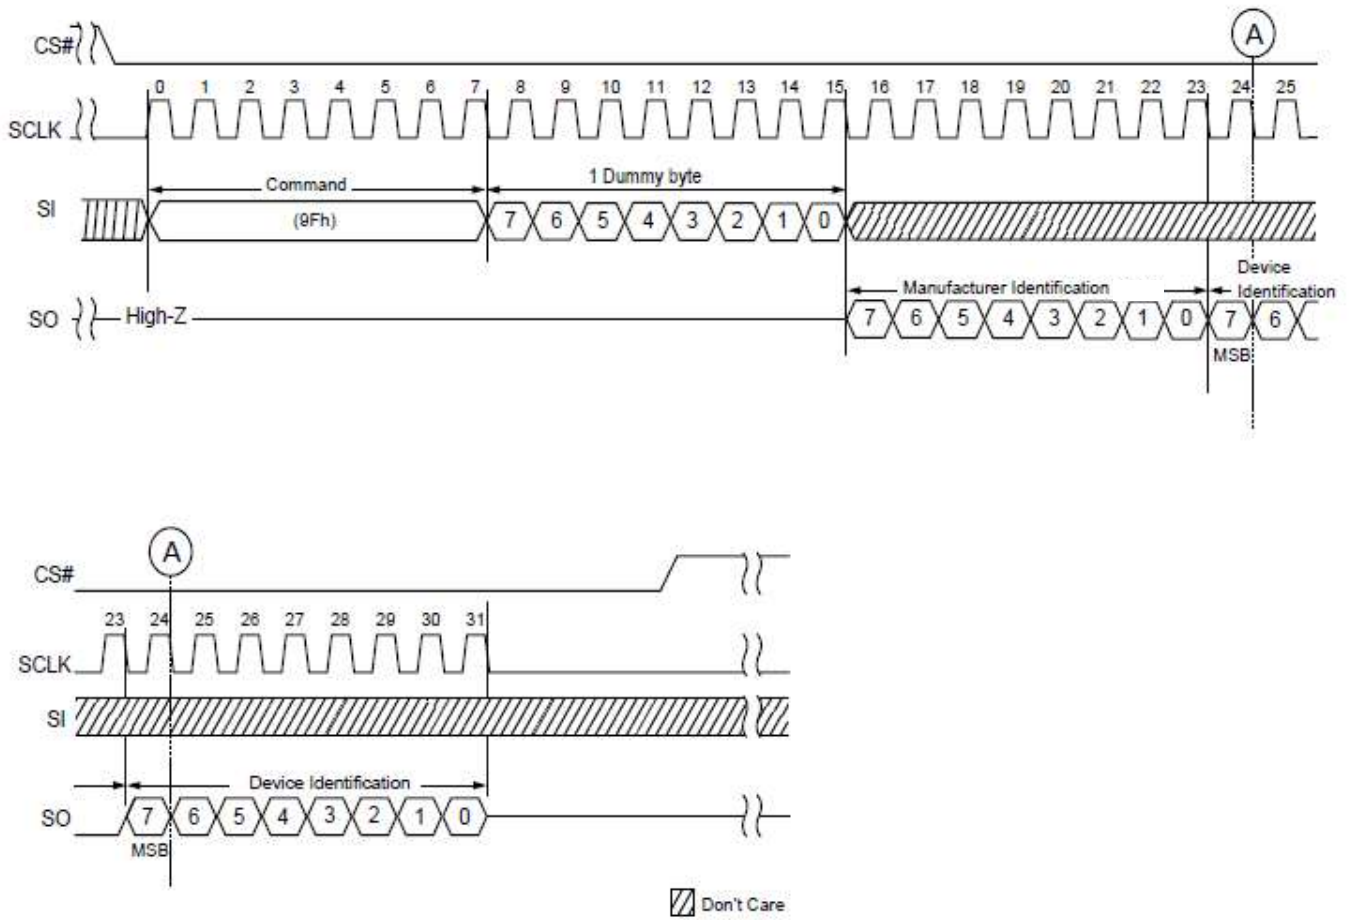 A
CS#
0 1 2 3 4 5 6 7 8 9 10 11 12 13 14 15 16 17 18 19 20 21 22 23 24 25
SCLK
Command 1 Dummy byte
SI (9Fh) 7 6 5 4 3 2 1 0
Device
Manufacturer Identification Identification
SO High-Z 7 6 5 4 3 2 1 0 7 6
MSB
A
CS#
23 24 25 26 27 28 29 30 31
SCLK
SI
Device Identification
SO 7 6 5 4 3 2 1 0
MSB
Don't Care